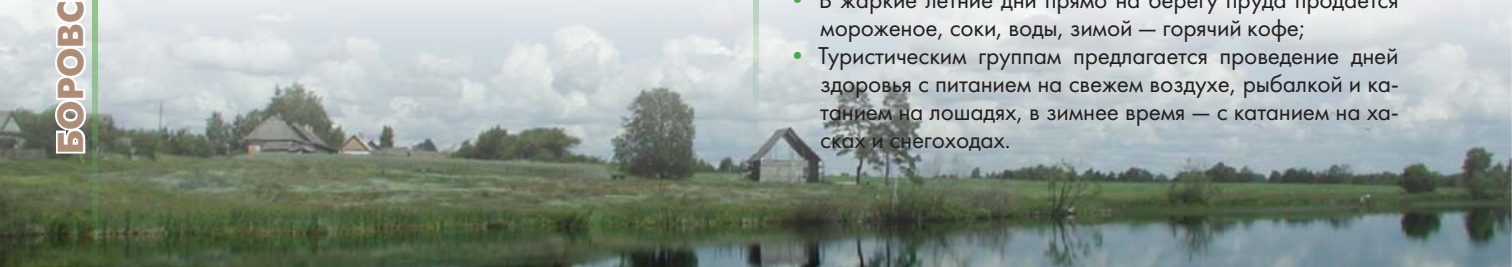 БОРОВС
• В жаркие летние дни прямо на берегу пруда продается
мороженое, соки, воды, зимой — горячий кофе;
• Туристическим группам предлагается проведение дней
здоровья с питанием на свежем воздухе, рыбалкой и ка-
танием на лошадях, в зимнее время — с катанием на ха-
сках и снегоходах.